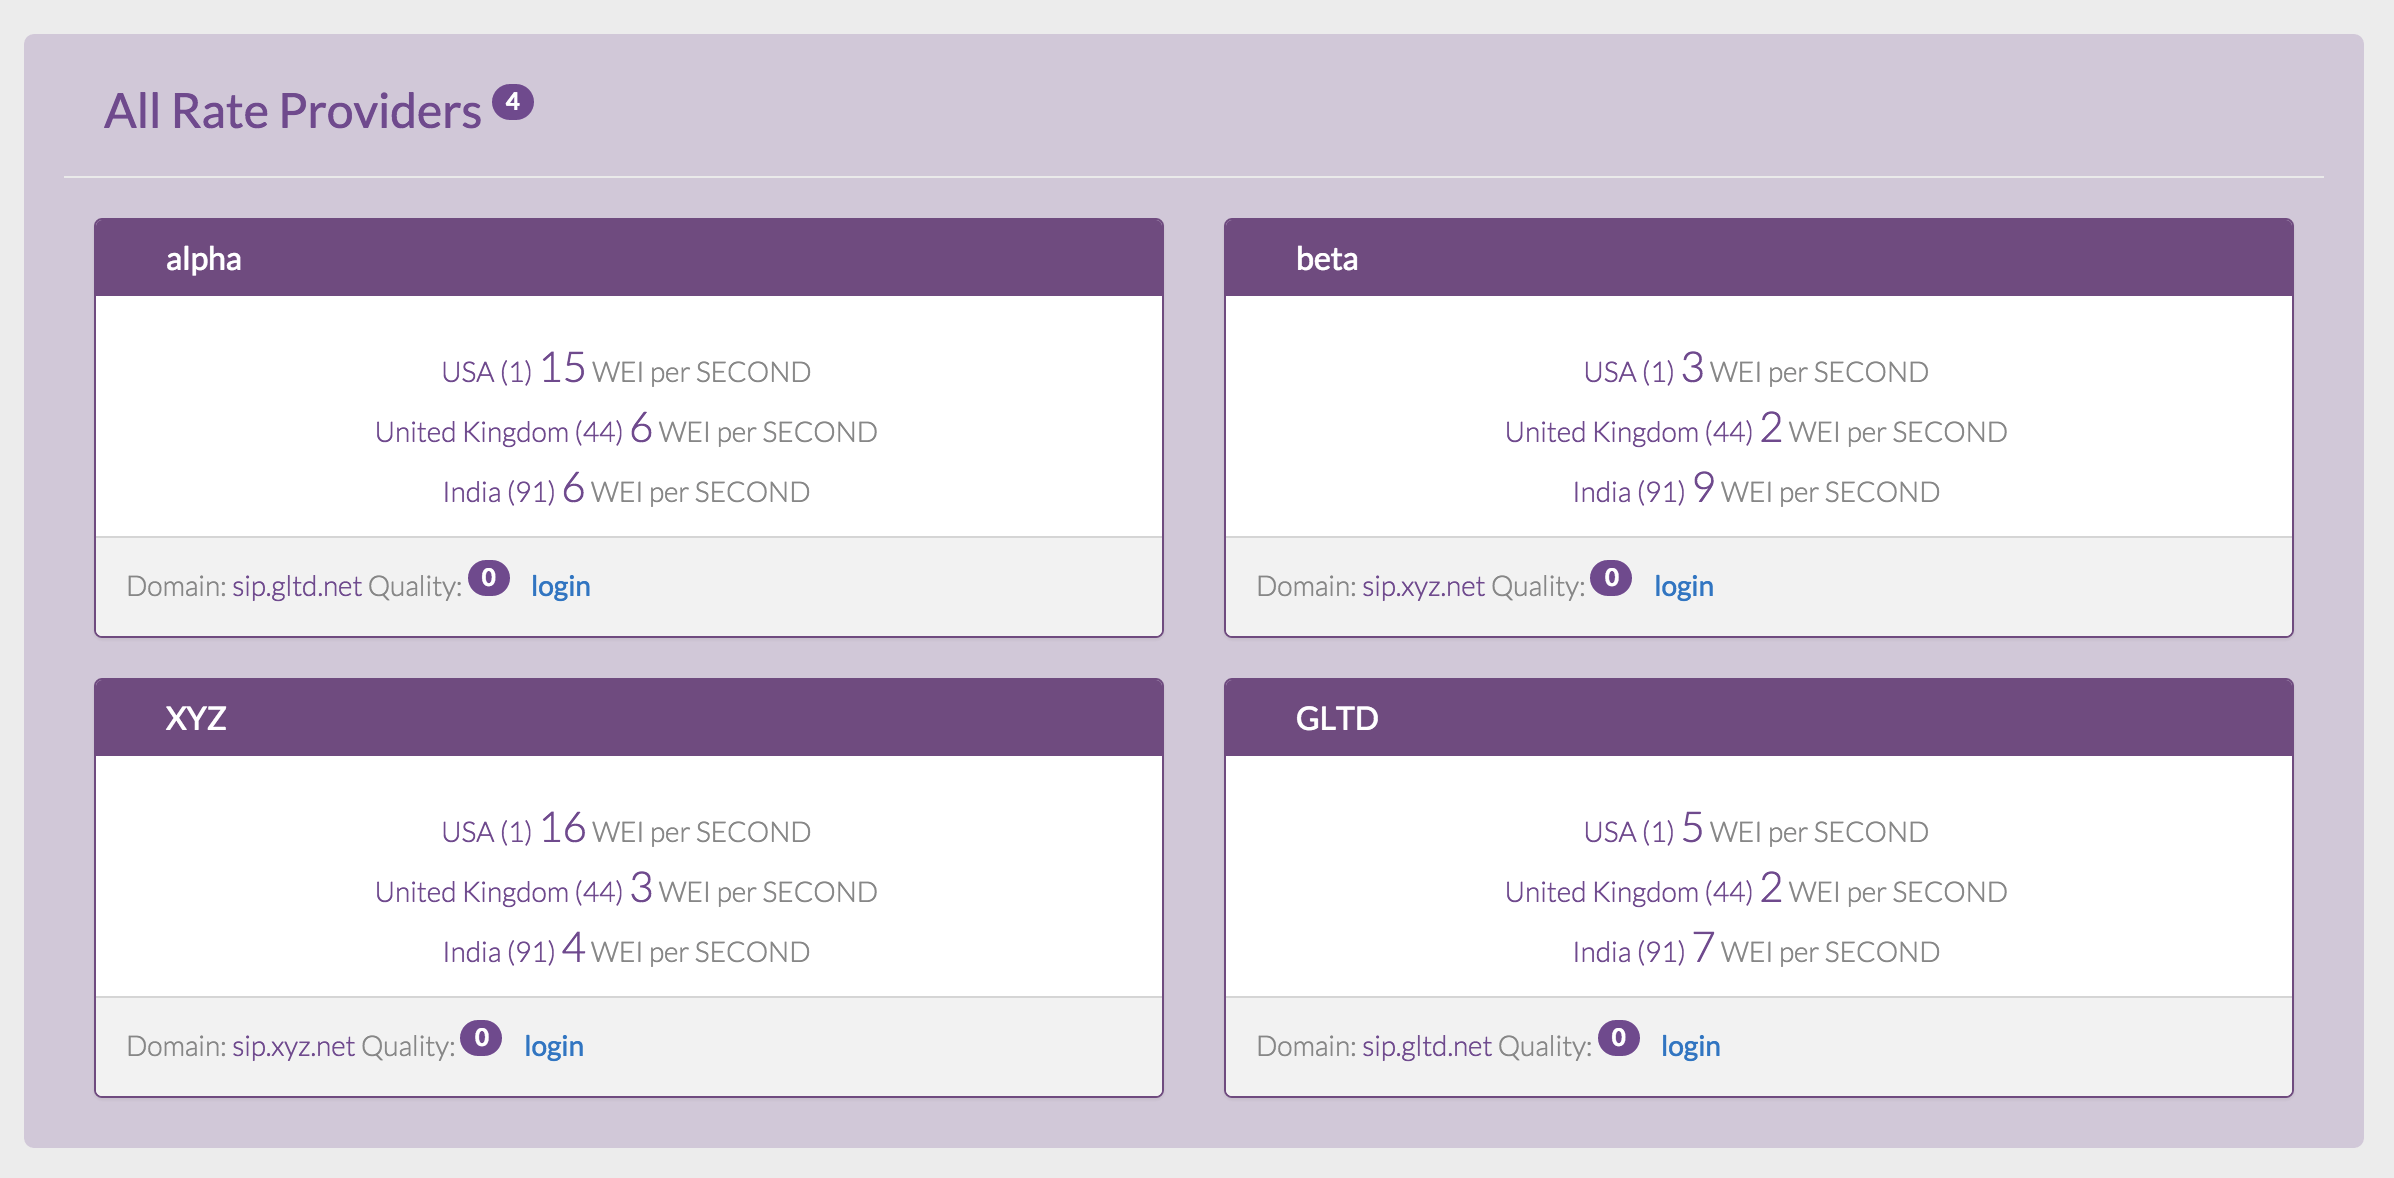 All Rate Providers 4
alpha
USA (1) 15 WEI per SECOND
United Kingdom (44) 6 WEI per SECOND
India (91) 6 WEI per SECOND
Domain: sip.gltd.net Quality: 0 login
beta
USA (1) 3 WEI per SECOND
United Kingdom (44) 2 WEI per SECOND
India (91) 9 WEI per SECOND
Domain: sip.xyz.net Quality: 0 login
XYZ
USA (1) 16 WEI per SECOND
United Kingdom (44) 3 WEI per SECOND
India (91) 4 WEI per SECOND
Domain: sip.xyz.net Quality: 0 login
GLTD
USA (1) 5 WEI per SECOND
United Kingdom (44) 2 WEI per SECOND
India (91) 7 WEI per SECOND
Domain: sip.gltd.net Quality: 0 login